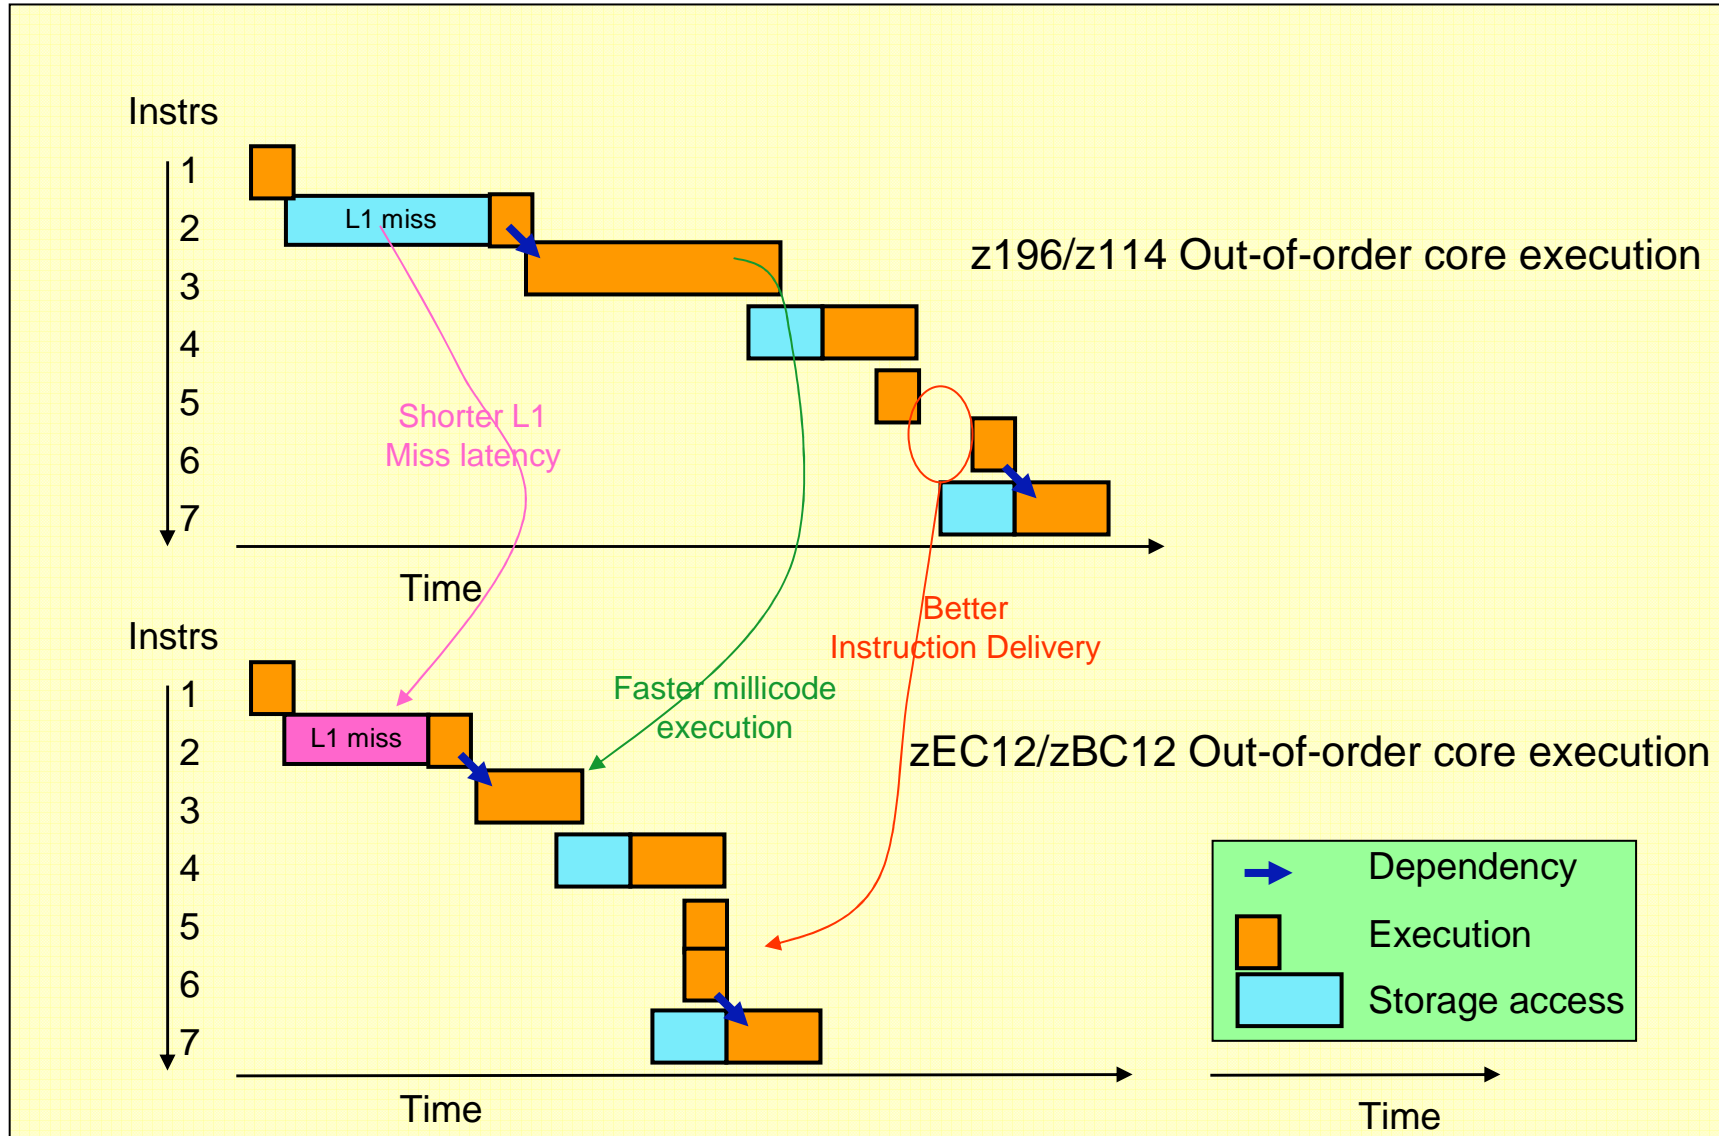 Instrs
1
L1 miss
2
z196/z114 Out-of-order core execution
3
4
5
Shorter L1
Miss latency
6
7
Time
Better
Instruction Delivery
Instrs
1
Faster millicode
execution
L1 miss
2
zEC12/zBC12 Out-of-order core execution
3
4
5
6
7
Dependency
Execution
Storage access
Time
Time